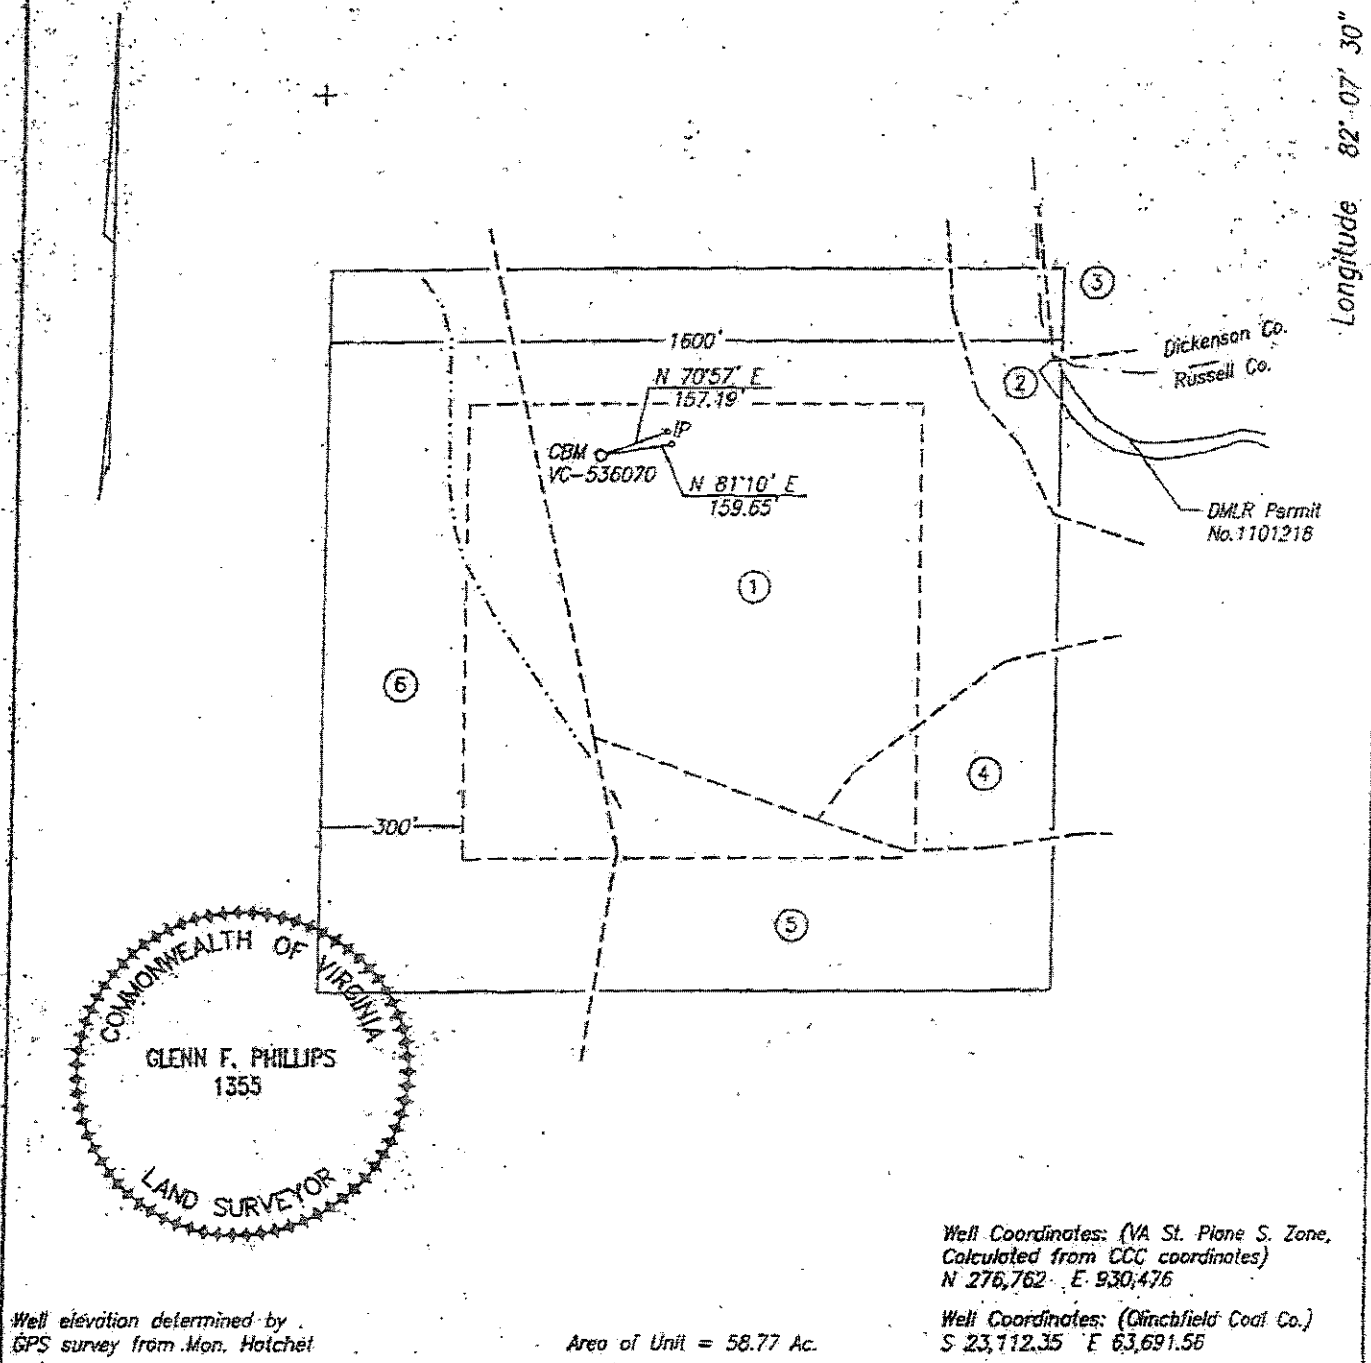 Longitude 82° 07' 30"
3
1600'
Dickenson Co.
Russell Co.
2
N 70°57' E
157.19'
IP
CBM
VC-536070
N 81°10' E
159.65'
DMLR Permit
No.1101218
1
6
4
300'
5
COMMONWEALTH OF VIRGINIA
GLENN F. PHILLIPS
1355
LAND SURVEYOR
Well Coordinates: (VA St. Plane S. Zone,
Calculated from CCC coordinates)
N 276,762 E 930,476
Well elevation determined by
GPS survey from Mon. Hatchet
Area of Unit = 58.77 Ac.
Well Coordinates: (Clinchfield Coal Co.)
S 23,112.35 E 63,691.56